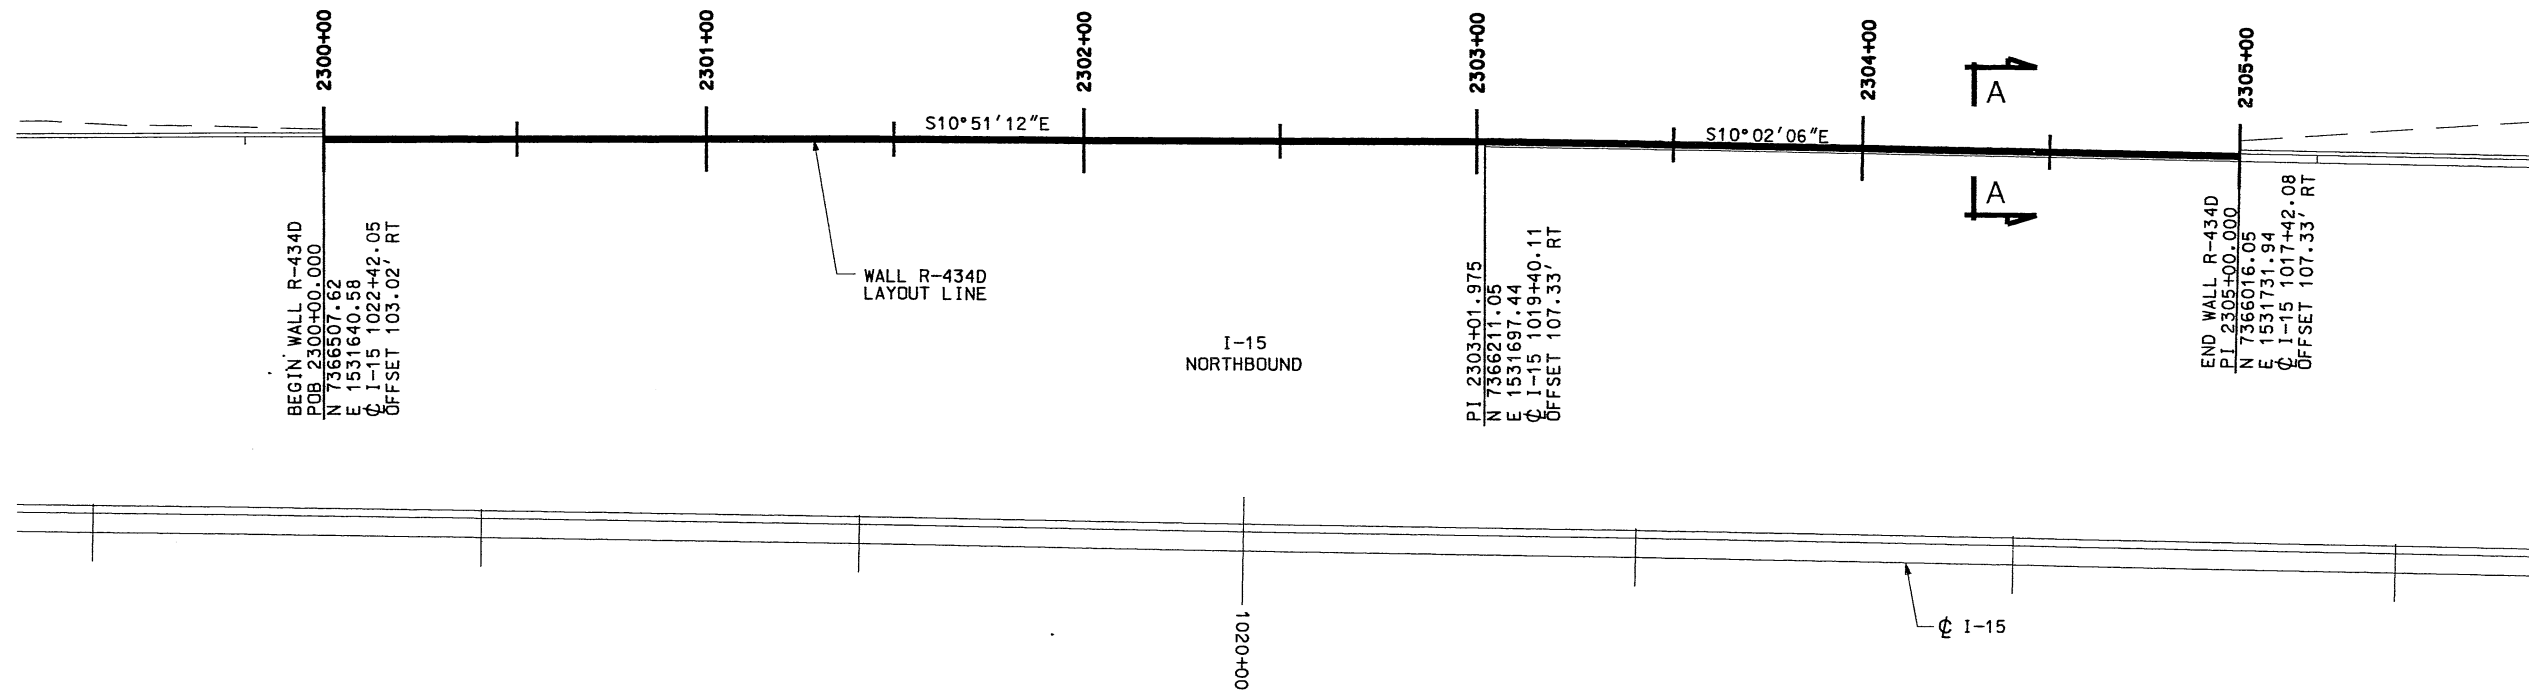 2300+00
2301+00
2302+00
2303+00
2304+00
2305+00
A
S10°51'12"E
S10°02'06"E
A
BEGIN WALL R-434D
POB 2300+00.000
N 7366507.62
E 1531640.58
℄ I-15 1022+42.05
OFFSET 103.02' RT
WALL R-434D
LAYOUT LINE
I-15
NORTHBOUND
PI 2303+01.975
N 7366211.05
E 1531697.44
℄ I-15 1019+40.11
OFFSET 107.33' RT
END WALL R-434D
PI 2305+00.000
N 7366016.05
E 1531731.94
℄ I-15 1017+42.08
OFFSET 107.33' RT
1020+00
℄ I-15